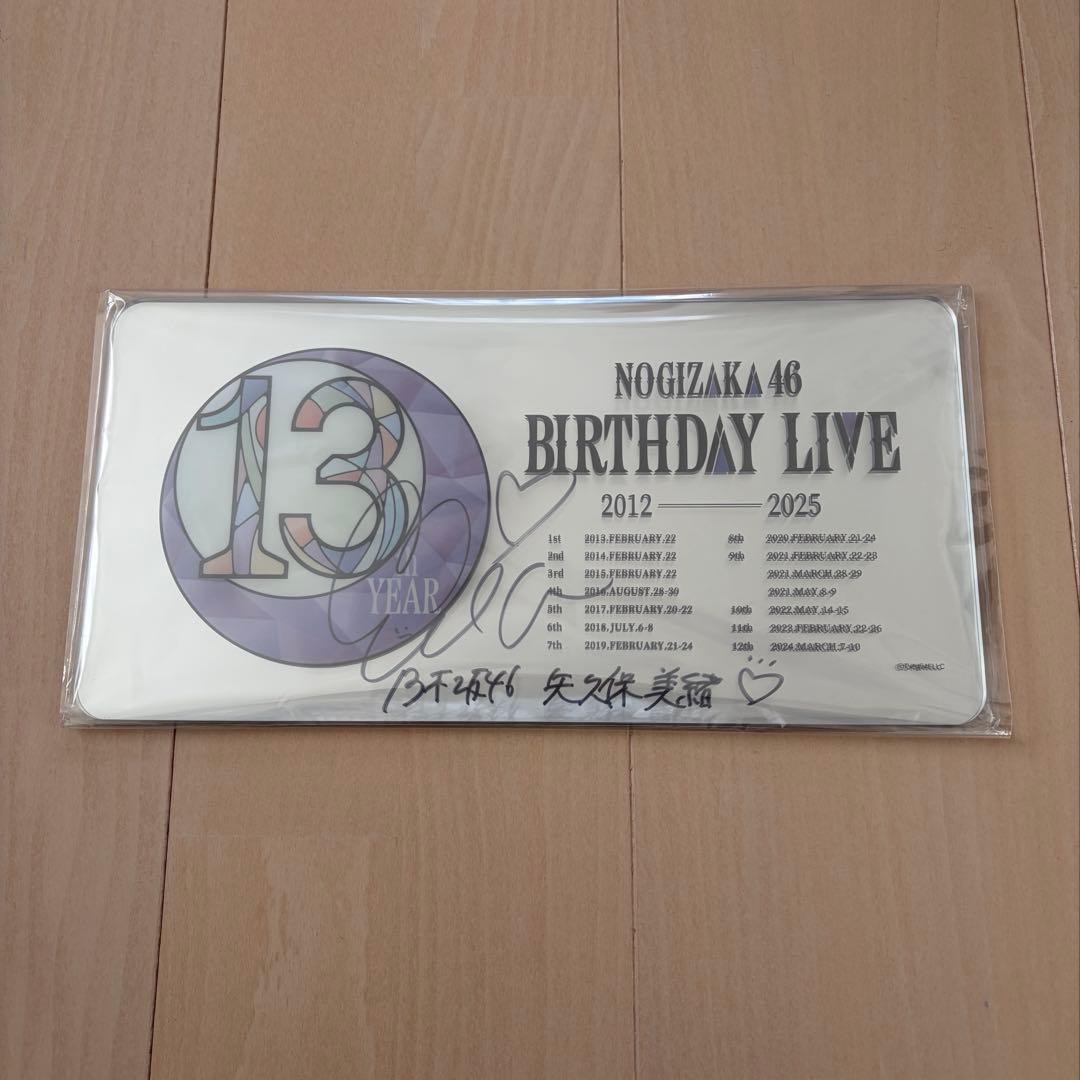 13
th
YEAR
NOGIZAKA 46
BIRTHDAY LIVE
2012 2025
1st 2013.FEBRUARY.22
2nd 2014.FEBRUARY.22
3rd 2015.FEBRUARY.22
4th 2016.AUGUST.28-30
5th 2017.FEBRUARY.20-22
6th 2018.JULY.6-8
7th 2019.FEBRUARY.21-24
8th 2020.FEBRUARY.21-24
9th 2021.FEBRUARY.22-23
2021.MARCH.28-29
2021.MAY.8-9
10th 2022.MAY.14-15
11th 2023.FEBRUARY.22-26
12th 2024.MARCH.7-10
乃木坂46 矢久保美緒